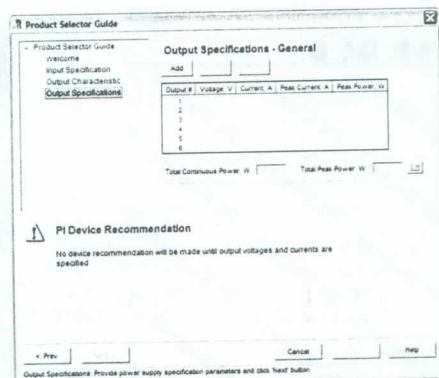 Product Selector Guide
Product Selector Guide
Welcome
Input Specification
Output Characteristic
Output Specifications
Output Specifications - General
Add
Output # Voltage, V Current, A Peak Current, A Peak Power, W
1
2
3
4
5
6
Total Continuous Power, W Total Peak Power, W
PI Device Recommendation
No device recommendation will be made until output voltages and currents are
specified
< Prev Cancel Help
Output Specifications: Provide power supply specification parameters and click 'Next' button